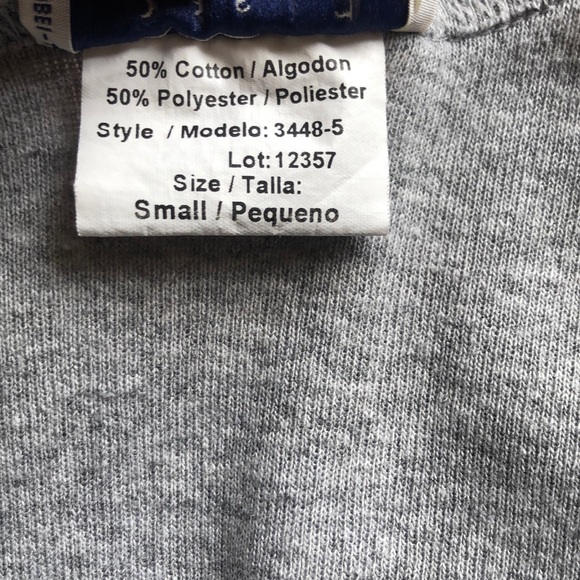 50% Cotton / Algodon
50% Polyester / Poliester
Style / Modelo: 3448-5
Lot: 12357
Size / Talla:
Small / Pequeno